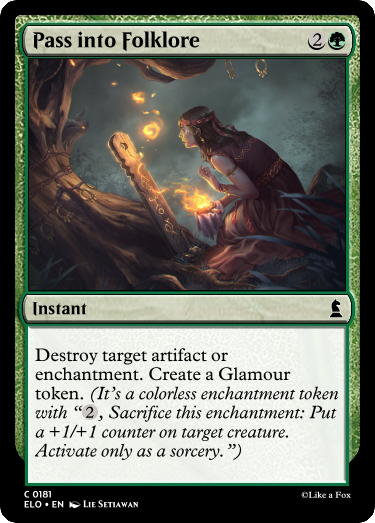 Pass into Folklore 2
Instant
Destroy target artifact or
enchantment. Create a Glamour
token. (It's a colorless enchantment token
with “2, Sacrifice this enchantment: Put
a +1/+1 counter on target creature.
Activate only as a sorcery.”)
C 0181
ELO • EN Lie Setiawan
©Like a Fox